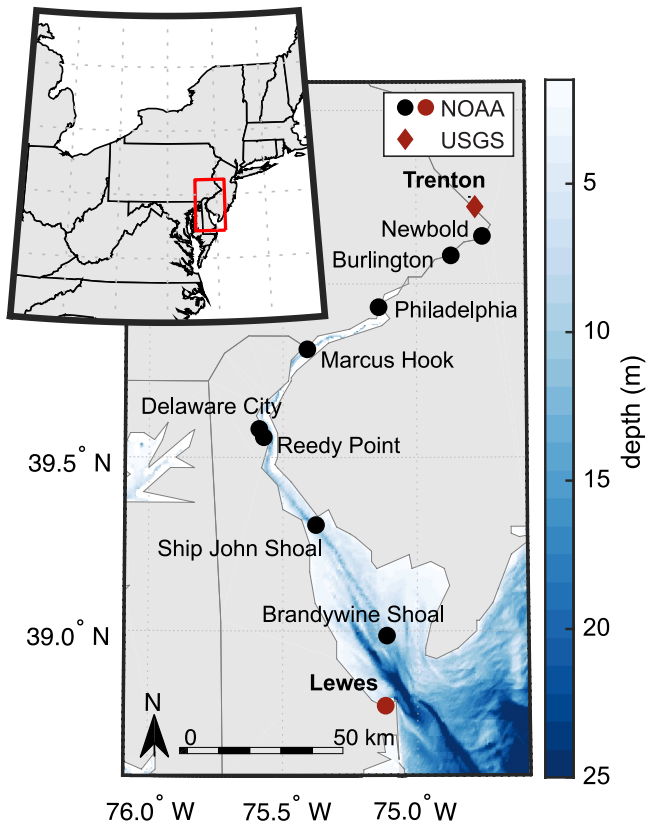 NOAA
USGS
Trenton
Newbold
Burlington
Philadelphia
Marcus Hook
Delaware City
Reedy Point
Ship John Shoal
Brandywine Shoal
Lewes
N
0
50 km
39.5° N
39.0° N
76.0° W
75.5° W
75.0° W
5
10
15
20
25
depth (m)